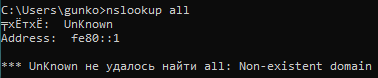 C:\Users\gunko>nslookup all
╤хЁтхЁ:  UnKnown
Address:  fe80::1

*** UnKnown не удалось найти all: Non-existent domain